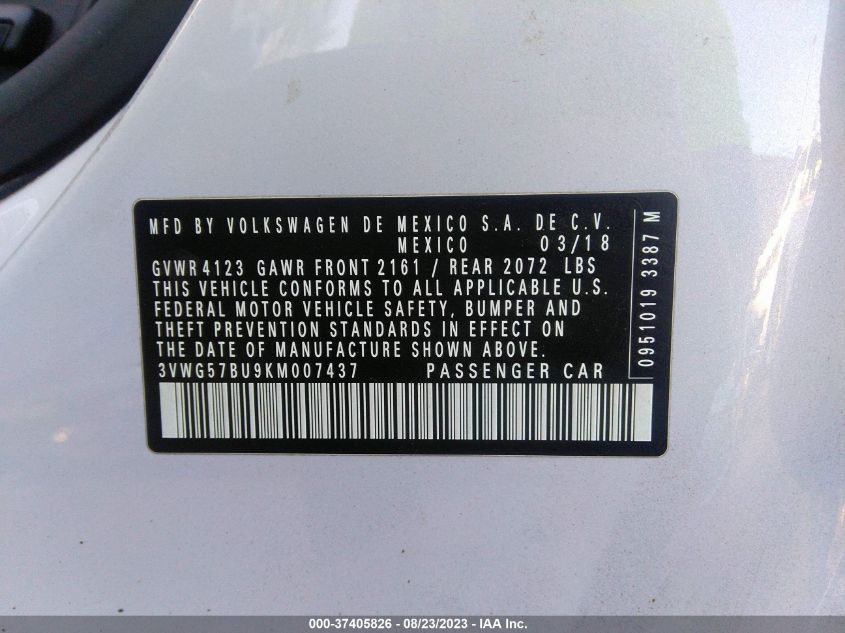 MFD BY VOLKSWAGEN DE MEXICO S.A. DE C.V.
MEXICO 03/18
GVWR 4123 GAWR FRONT 2161 / REAR 2072 LBS
THIS VEHICLE CONFORMS TO ALL APPLICABLE U.S.
FEDERAL MOTOR VEHICLE SAFETY, BUMPER AND
THEFT PREVENTION STANDARDS IN EFFECT ON
THE DATE OF MANUFACTURE SHOWN ABOVE.
3VWG57BU9KM007437 PASSENGER CAR
0951019 3387 M
000-37405826 / 08/23/2023 - IAA Inc.